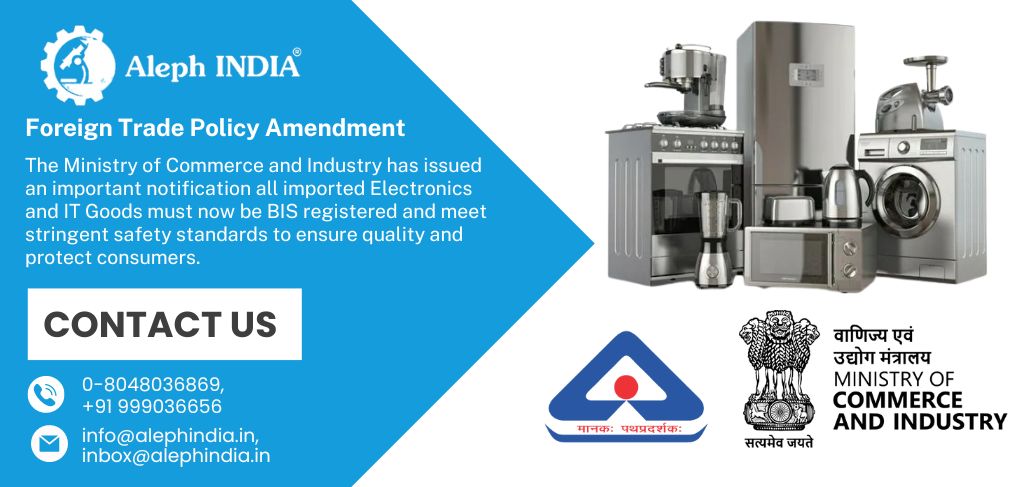 Aleph INDIA®
Foreign Trade Policy Amendment
The Ministry of Commerce and Industry has issued
an important notification all imported Electronics
and IT Goods must now be BIS registered and meet
stringent safety standards to ensure quality and
protect consumers.
CONTACT US
0-8048036869,
+91 999036656
info@alephindia.in,
inbox@alephindia.in
मानकः पथप्रदर्शकः
सत्यमेव जयते
वाणिज्य एवं
उद्योग मंत्रालय
MINISTRY OF
COMMERCE
AND INDUSTRY